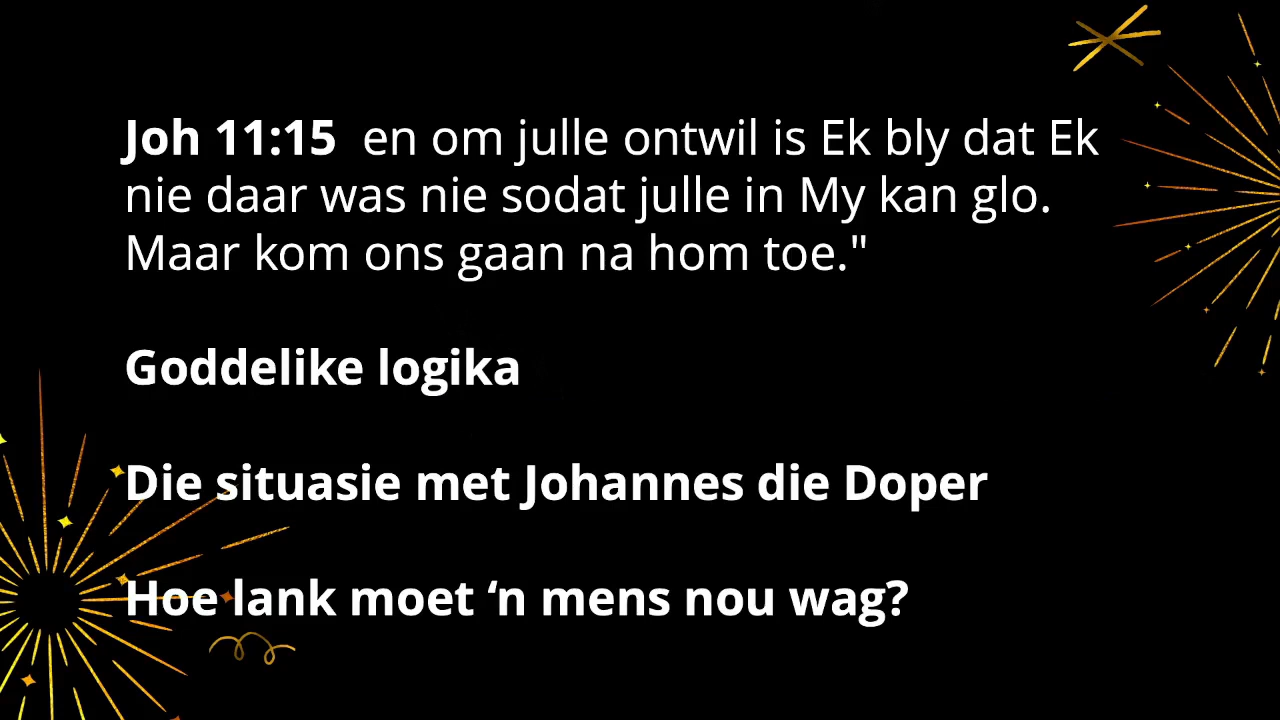 Joh 11:15  en om julle ontwil is Ek bly dat Ek
nie daar was nie sodat julle in My kan glo.
Maar kom ons gaan na hom toe."
Goddelike logika
Die situasie met Johannes die Doper
Hoe lank moet ‘n mens nou wag?